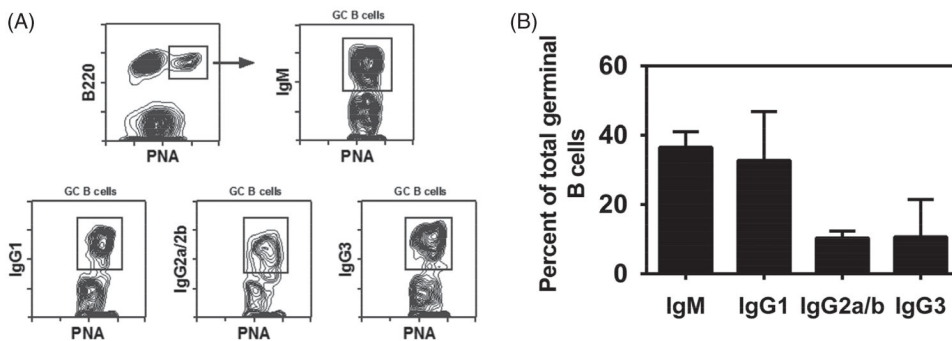 (A)
B220
PNA
GC B cells
IgM
PNA
GC B cells
IgG1
PNA
GC B cells
IgG2a/2b
PNA
GC B cells
IgG3
PNA
(B)
Percent of total germinal
B cells
60
40
20
0
IgM IgG1 IgG2a/b IgG3